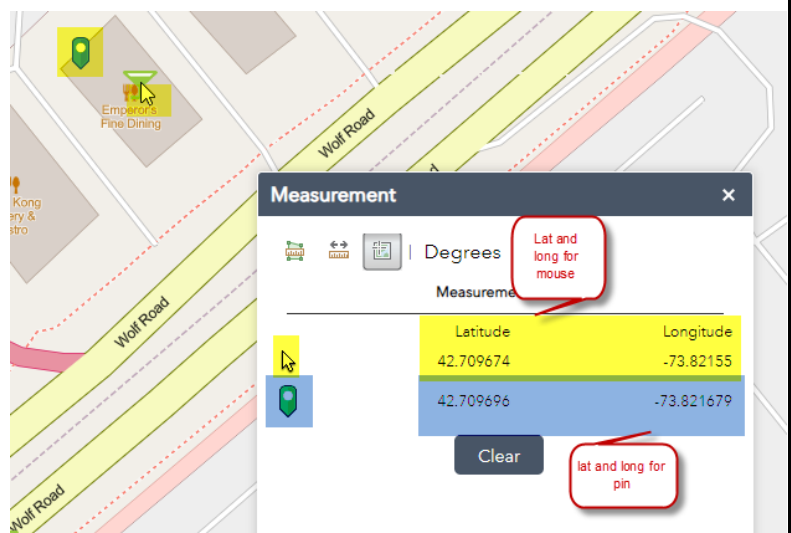 Emperor's
Fine Dining
Wolf Road
Kong
ery &
stro
Wolf Road
Wolf Road
Measurement
×
| Degrees
Lat and
long for
mouse
Measureme
Latitude Longitude
42.709674 -73.82155
42.709696 -73.821679
Clear
lat and long for
pin